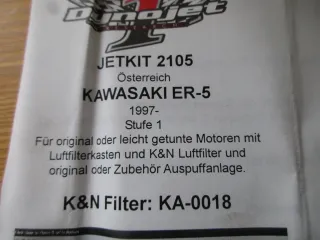 Dynojet
JETKIT 2105
Österreich
KAWASAKI ER-5
1997-
Stufe 1
Für original oder leicht getunte Motoren mit
Luftfilterkasten und K&N Luftfilter und
original oder Zubehör Auspuffanlage.
K&N Filter: KA-0018